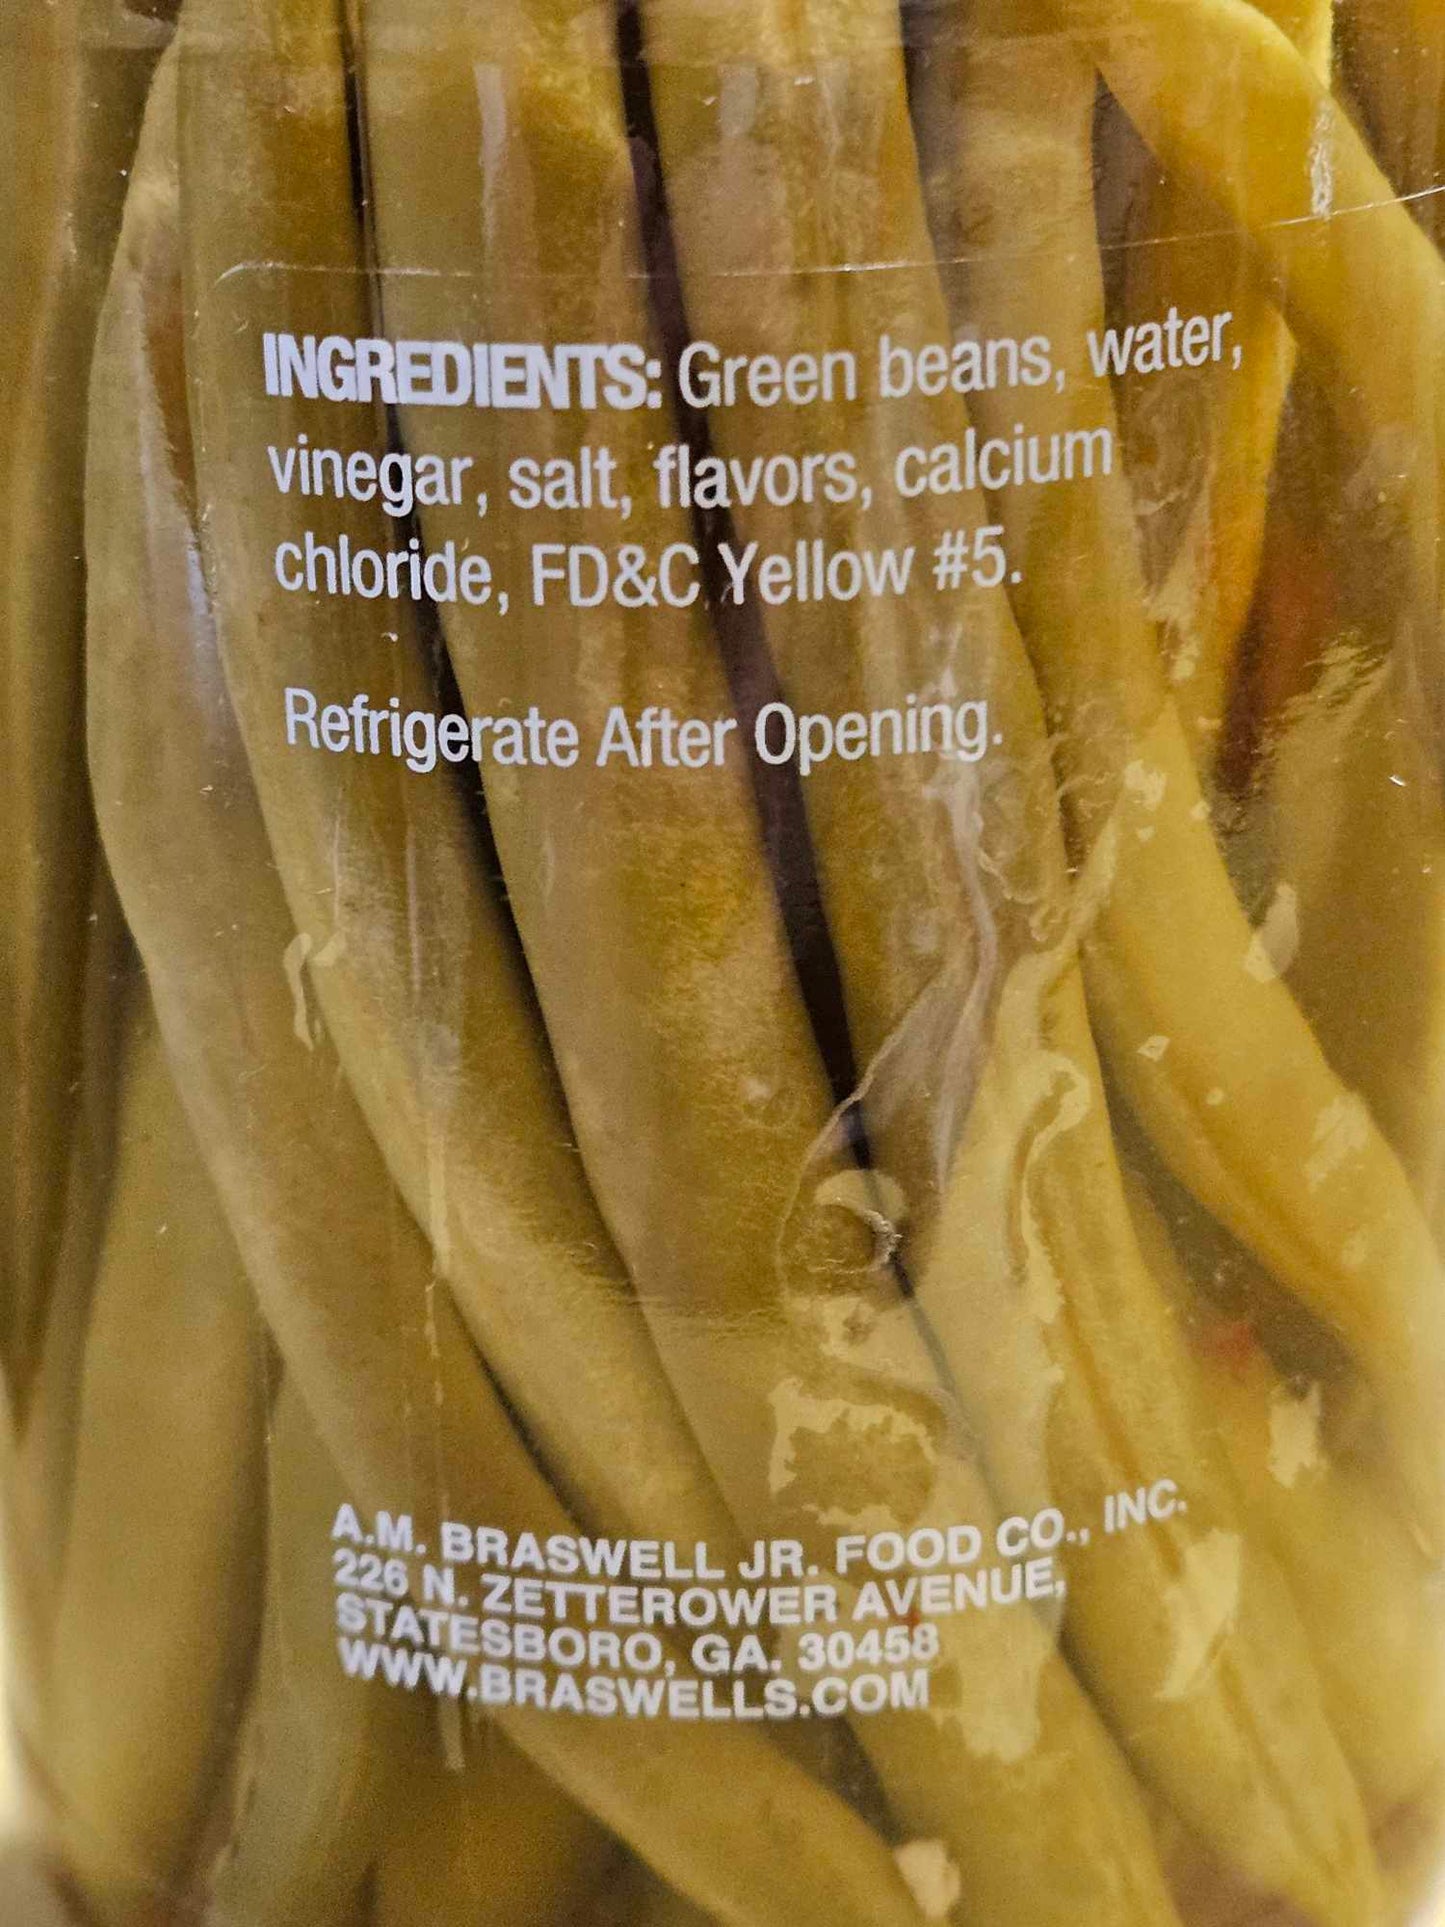 INGREDIENTS: Green beans, water,
vinegar, salt, flavors, calcium
chloride, FD&C Yellow #5.
Refrigerate After Opening.
A.M. BRASWELL JR. FOOD CO., INC.
226 N. ZETTEROWER AVENUE,
STATESBORO, GA. 30458
WWW.BRASWELLS.COM